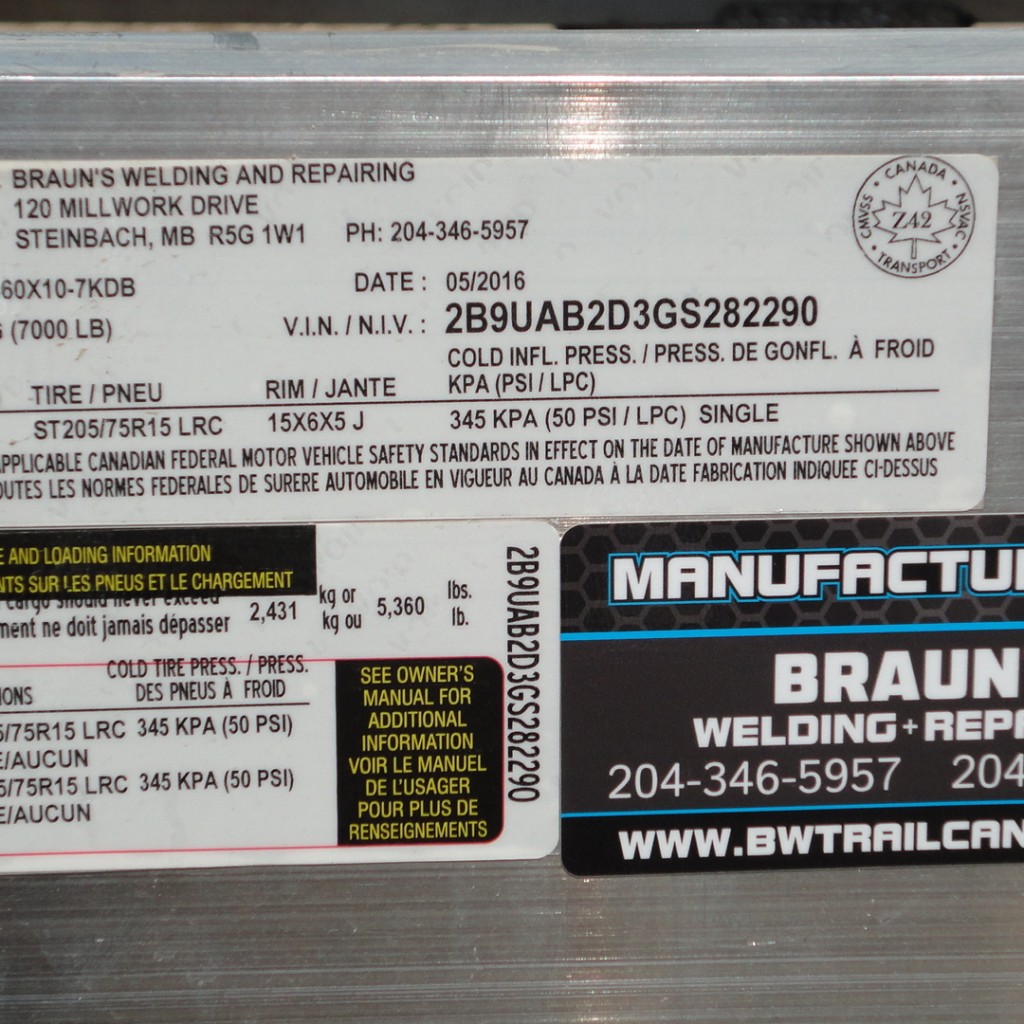 BRAUN'S WELDING AND REPAIRING
120 MILLWORK DRIVE
STEINBACH, MB R5G 1W1 PH: 204-346-5957
60X10-7KDB DATE : 05/2016
(7000 LB) V.I.N. / N.I.V. : 2B9UAB2D3GS282290
COLD INFL. PRESS. / PRESS. DE GONFL. À FROID
TIRE / PNEU RIM / JANTE KPA (PSI / LPC)
ST205/75R15 LRC 15X6X5 J 345 KPA (50 PSI / LPC) SINGLE
APPLICABLE CANADIAN FEDERAL MOTOR VEHICLE SAFETY STANDARDS IN EFFECT ON THE DATE OF MANUFACTURE SHOWN ABOVE
OUTES LES NORMES FEDERALES DE SURERE AUTOMOBILE EN VIGUEUR AU CANADA À LA DATE FABRICATION INDIQUEE CI-DESSUS
CANADA
CMVSS Z42 NSVAC
TRANSPORT
E AND LOADING INFORMATION
NTS SUR LES PNEUS ET LE CHARGEMENT
cargo should never exceed 2,431 kg or 5,360 lbs.
ment ne doit jamais dépasser kg ou lb.
COLD TIRE PRESS. / PRESS.
IONS DES PNEUS À FROID
5/75R15 LRC 345 KPA (50 PSI)
E/AUCUN
5/75R15 LRC 345 KPA (50 PSI)
E/AUCUN
SEE OWNER'S
MANUAL FOR
ADDITIONAL
INFORMATION
VOIR LE MANUEL
DE L'USAGER
POUR PLUS DE
RENSEIGNEMENTS
2B9UAB2D3GS282290
MANUFACTU
BRAUN
WELDING + REPA
204-346-5957 204
WWW.BWTRAILCAN